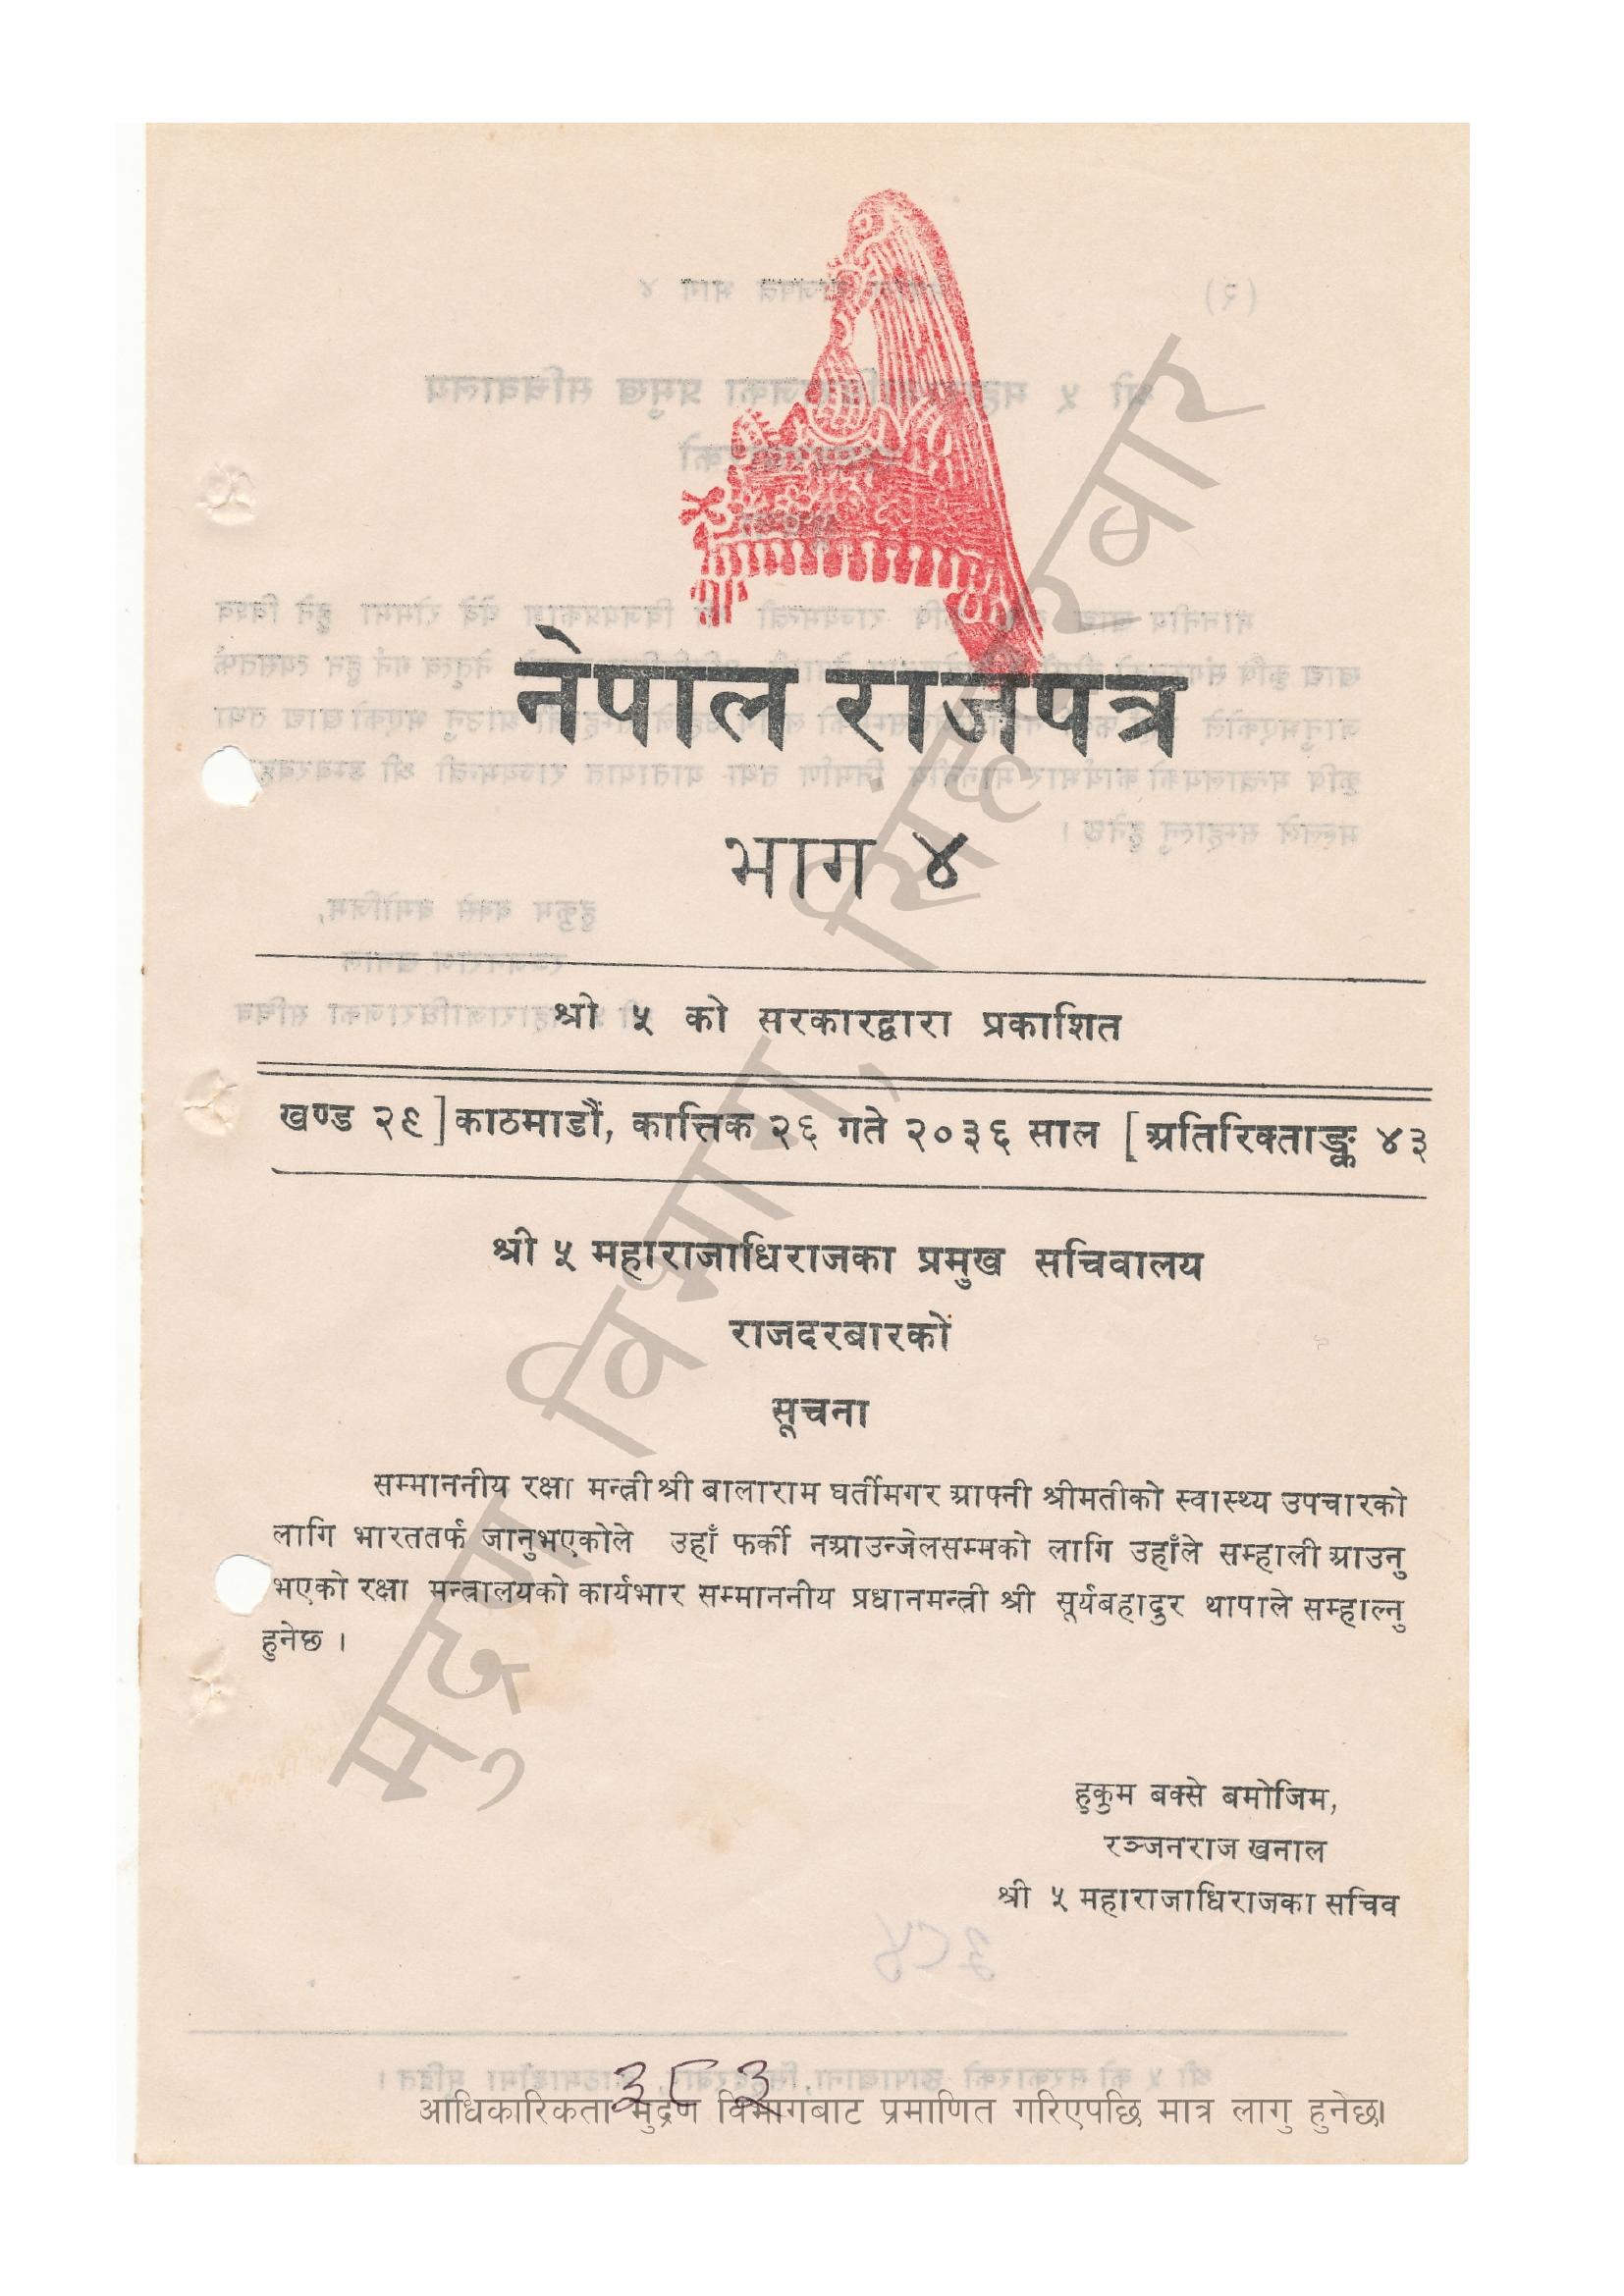 नेपाल राजपत्र
भाग ४
श्री ५ को सरकारद्वारा प्रकाशित
खण्ड २९] काठमाडौं, कात्तिक २६ गते २०३६ साल [अतिरिक्ताङ्क ४३
श्री ५ महाराजाधिराजका प्रमुख सचिवालय
राजदरबारको
सूचना
सम्माननीय रक्षा मन्त्री श्री बालाराम घर्तीमगर आफ्नी श्रीमतीको स्वास्थ्य उपचारको
लागि भारततर्फ जानुभएकोले उहाँ फर्की नआउन्जेलसम्मको लागि उहाँले सम्हाली आउनु
भएको रक्षा मन्त्रालयको कार्यभार सम्माननीय प्रधानमन्त्री श्री सूर्यबहादुर थापाले सम्हाल्नु
हुनेछ ।
हुकुम बक्से बमोजिम,
रञ्जनराज खनाल
श्री ५ महाराजाधिराजका सचिव
३८३
आधिकारिकता मुद्रण विभागबाट प्रमाणित गरिएपछि मात्र लागु हुनेछ।
मुद्रण विभाग, सिंहदरबार